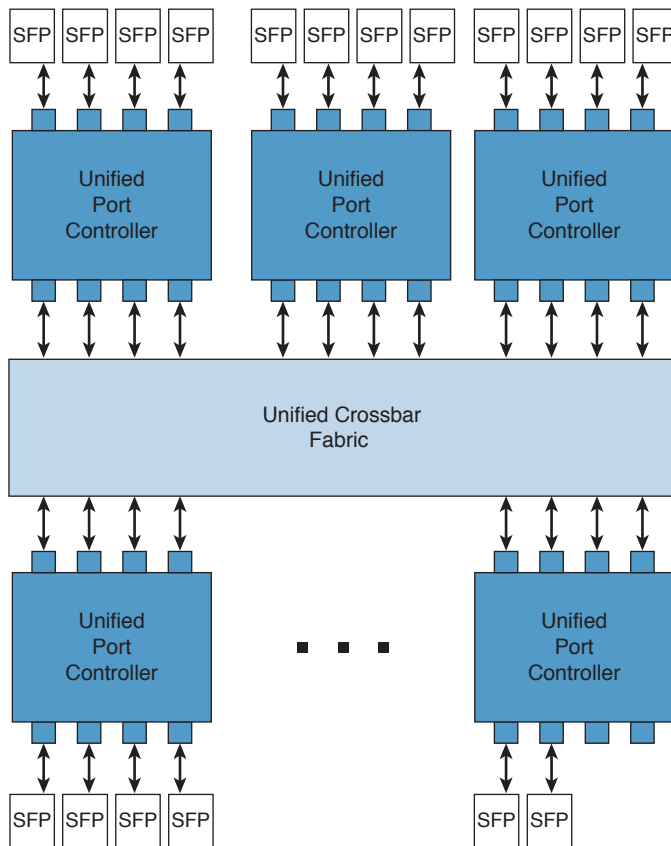 SFP SFP SFP SFP SFP SFP SFP SFP SFP SFP SFP SFP
Unified
Port
Controller
Unified
Port
Controller
Unified
Port
Controller
Unified Crossbar
Fabric
Unified
Port
Controller
Unified
Port
Controller
SFP SFP SFP SFP SFP SFP